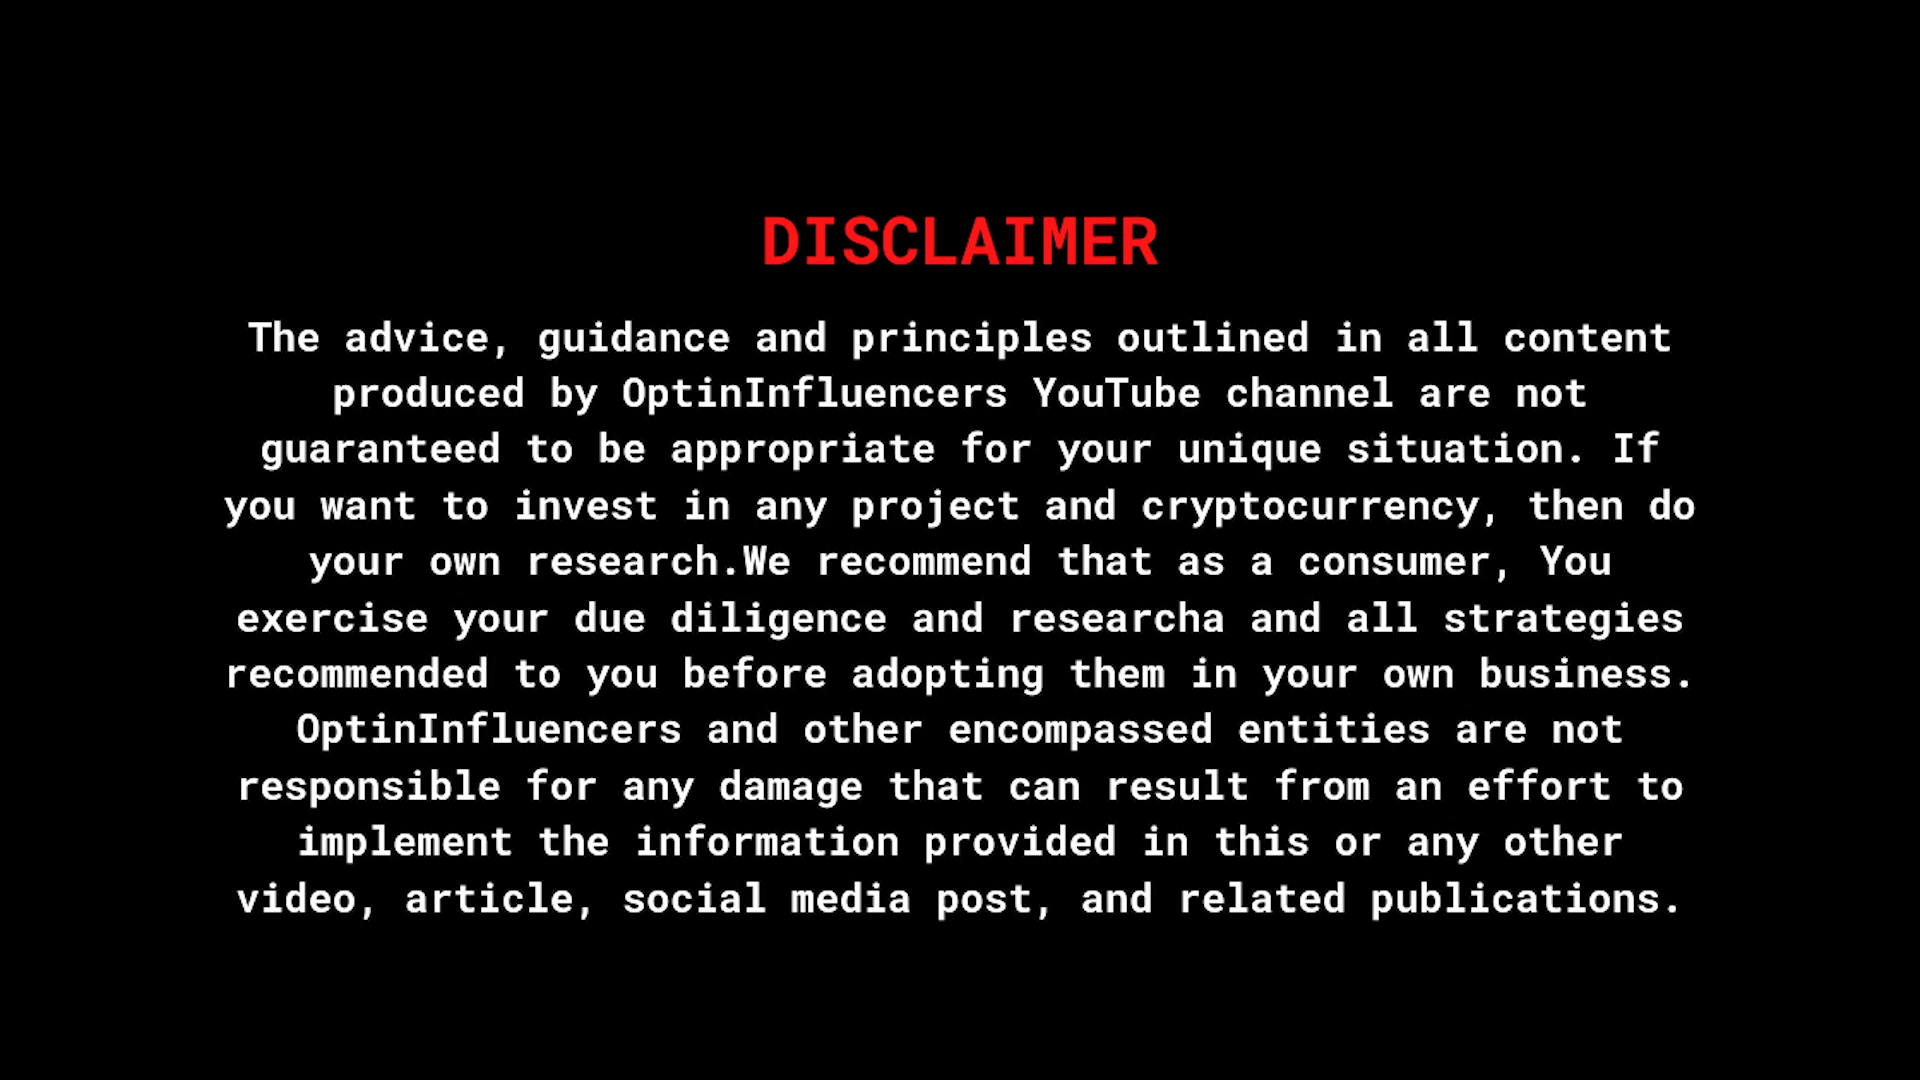 DISCLAIMER
The advice, guidance and principles outlined in all content
produced by OptinInfluencers YouTube channel are not
guaranteed to be appropriate for your unique situation. If
you want to invest in any project and cryptocurrency, then do
your own research.We recommend that as a consumer, You
exercise your due diligence and researcha and all strategies
recommended to you before adopting them in your own business.
OptinInfluencers and other encompassed entities are not
responsible for any damage that can result from an effort to
implement the information provided in this or any other
video, article, social media post, and related publications.